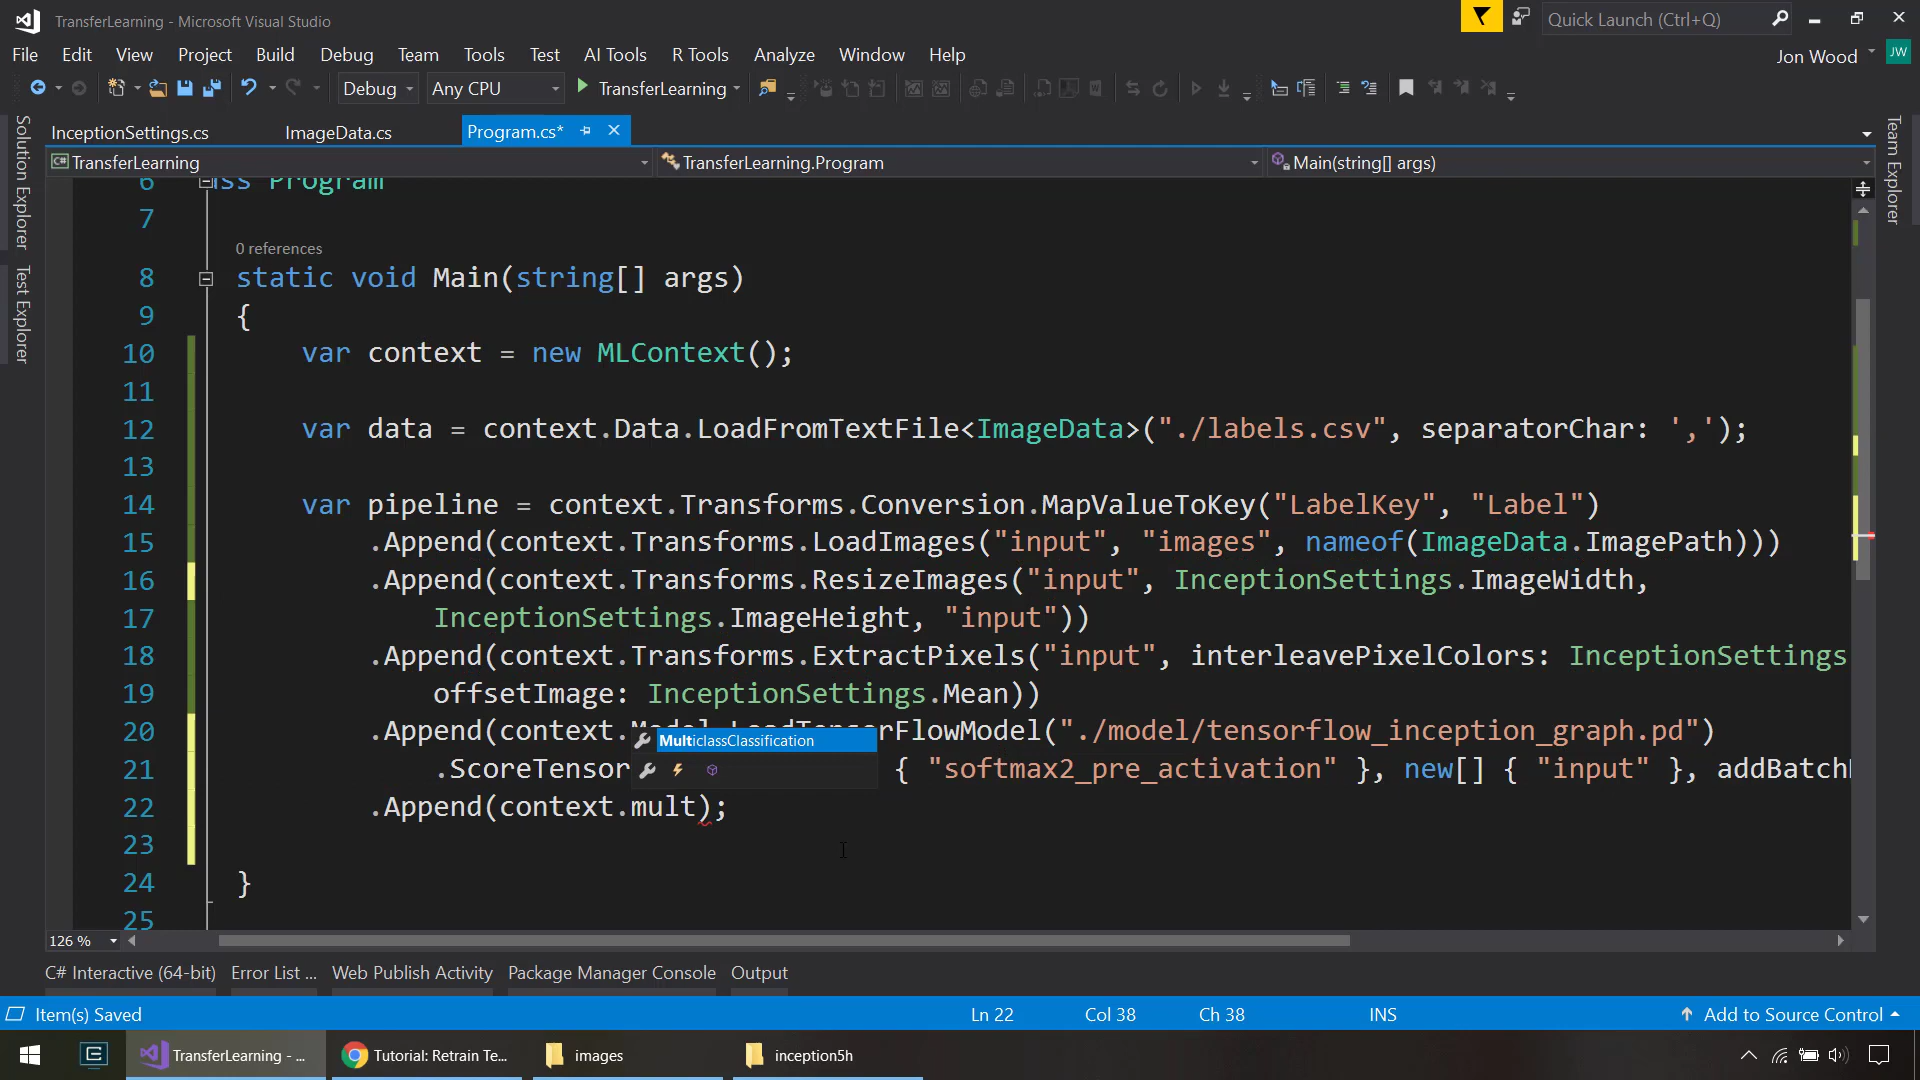 TransferLearning - Microsoft Visual Studio
Quick Launch (Ctrl+Q)
File Edit View Project Build Debug Team Tools Test AI Tools R Tools Analyze Window Help
Jon Wood JW
Debug Any CPU TransferLearning
InceptionSettings.cs ImageData.cs Program.cs*
C# TransferLearning TransferLearning.Program Main(string[] args)
Solution Explorer
Test Explorer
Team Explorer
6 ss Program
7
0 references
8 static void Main(string[] args)
9 {
10 var context = new MLContext();
11
12 var data = context.Data.LoadFromTextFile<ImageData>("./labels.csv", separatorChar: ',');
13
14 var pipeline = context.Transforms.Conversion.MapValueToKey("LabelKey", "Label")
15 .Append(context.Transforms.LoadImages("input", "images", nameof(ImageData.ImagePath)))
16 .Append(context.Transforms.ResizeImages("input", InceptionSettings.ImageWidth,
17 InceptionSettings.ImageHeight, "input"))
18 .Append(context.Transforms.ExtractPixels("input", interleavePixelColors: InceptionSettings
19 offsetImage: InceptionSettings.Mean))
20 .Append(context.Model.LoadTensorFlowModel("./model/tensorflow_inception_graph.pd")
MulticlassClassification
21 .ScoreTensor { "softmax2_pre_activation" }, new[] { "input" }, addBatch
22 .Append(context.mult);
23
24 }
25
126 %
C# Interactive (64-bit) Error List ... Web Publish Activity Package Manager Console Output
Item(s) Saved Ln 22 Col 38 Ch 38 INS Add to Source Control
TransferLearning - ... Tutorial: Retrain Te... images inception5h